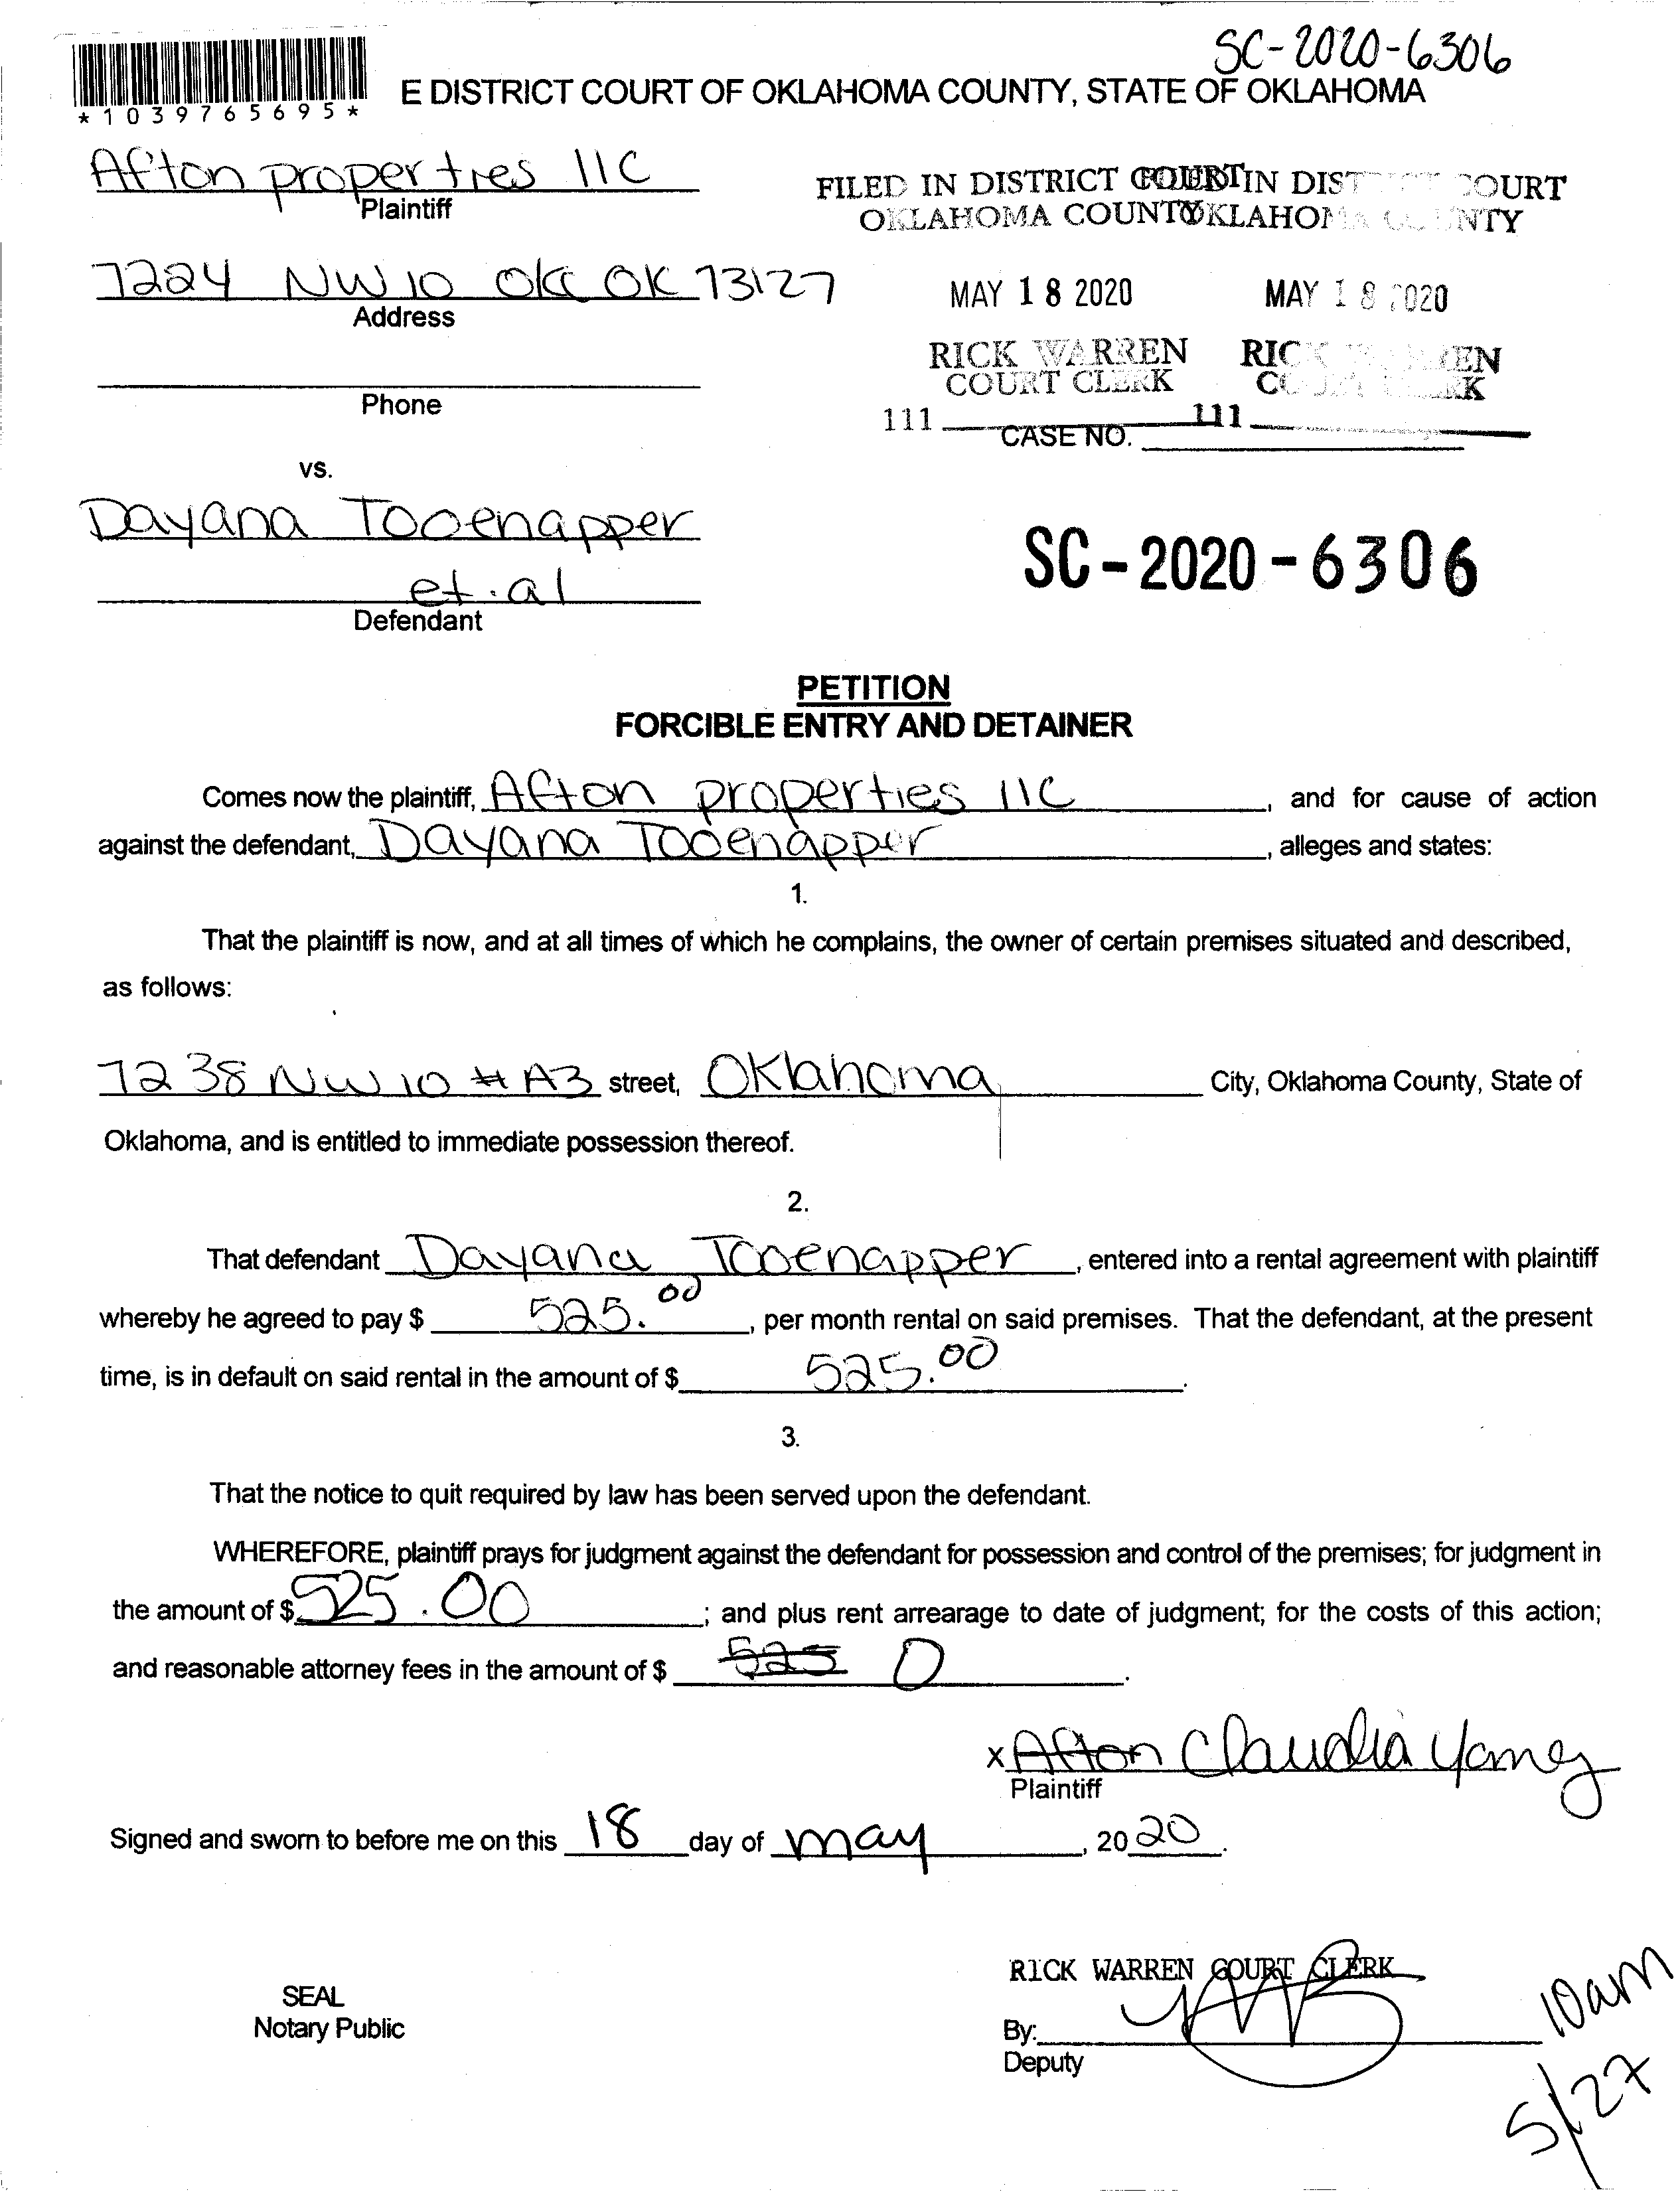 SC-2020-6306
E DISTRICT COURT OF OKLAHOMA COUNTY, STATE OF OKLAHOMA
*1039765695*
Afton properties llc
Plaintiff
FILED IN DISTRICT COURT IN DISTRICT COURT
OKLAHOMA COUNTY OKLAHOMA COUNTY
7224 NW 10 OKC OK 73127
Address
MAY 18 2020 MAY 18 2020
RICK WARREN RICK WARREN
COURT CLERK COURT CLERK
Phone
111 111
CASE NO.
vs.
Dayana Tooenapper
et.al
Defendant
SC-2020-6306
PETITION
FORCIBLE ENTRY AND DETAINER
Comes now the plaintiff, Afton properties llc, and for cause of action
against the defendant, Dayana Tooenapper, alleges and states:
1.
That the plaintiff is now, and at all times of which he complains, the owner of certain premises situated and described,
as follows:
7238 NW 10 # A3 street, Oklahoma City, Oklahoma County, State of
Oklahoma, and is entitled to immediate possession thereof.
2.
That defendant Dayana Tooenapper, entered into a rental agreement with plaintiff
whereby he agreed to pay $ 525.00, per month rental on said premises. That the defendant, at the present
time, is in default on said rental in the amount of $ 525.00.
3.
That the notice to quit required by law has been served upon the defendant.
WHEREFORE, plaintiff prays for judgment against the defendant for possession and control of the premises; for judgment in
the amount of $ 525.00; and plus rent arrearage to date of judgment; for the costs of this action;
and reasonable attorney fees in the amount of $ 525 0.
x Afton Claudia Yanez
Plaintiff
Signed and sworn to before me on this 18 day of may, 2020.
RICK WARREN COURT CLERK
SEAL
Notary Public
By:
Deputy
10am
5/27